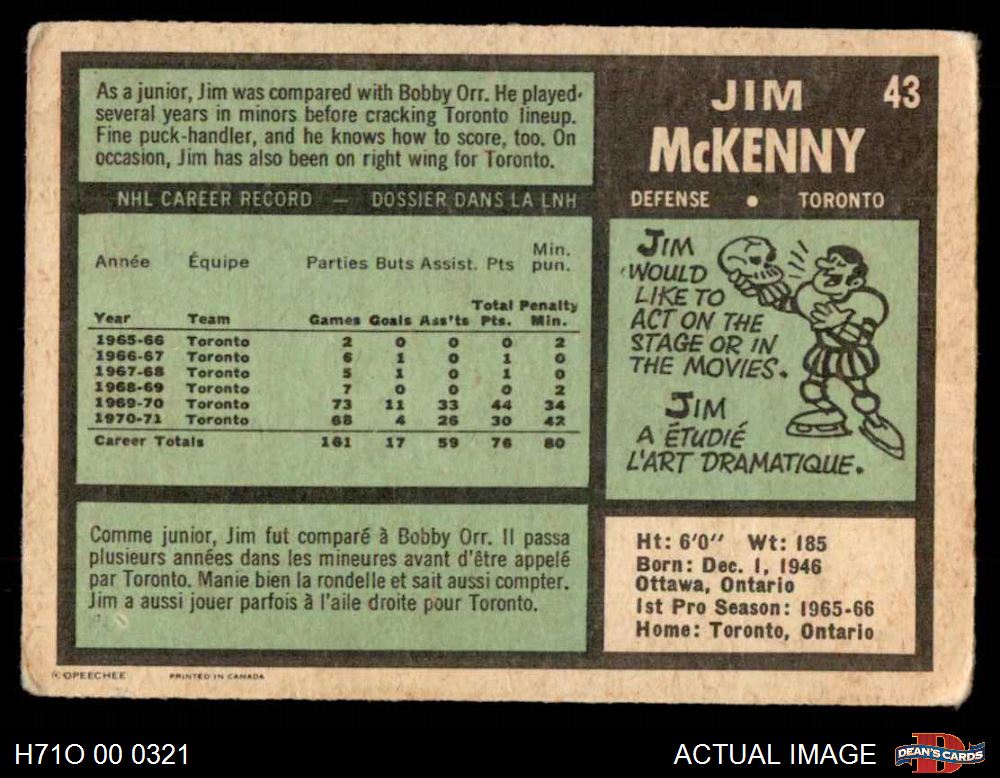 As a junior, Jim was compared with Bobby Orr. He played
several years in minors before cracking Toronto lineup.
Fine puck-handler, and he knows how to score, too. On
occasion, Jim has also been on right wing for Toronto.
NHL CAREER RECORD — DOSSIER DANS LA LNH
Année Équipe Parties Buts Assist. Pts Min. pun.
Year Team Games Goals Ass'ts Total Pts. Penalty Min.
1965-66 Toronto 2 0 0 0 2
1966-67 Toronto 6 1 0 1 0
1967-68 Toronto 5 1 0 1 0
1968-69 Toronto 7 0 0 0 2
1969-70 Toronto 73 11 33 44 34
1970-71 Toronto 68 4 26 30 42
Career Totals 161 17 59 76 80
Comme junior, Jim fut comparé à Bobby Orr. Il passa
plusieurs années dans les mineures avant d'être appelé
par Toronto. Manie bien la rondelle et sait aussi compter.
Jim a aussi jouer parfois à l'aile droite pour Toronto.
JIM 43
McKENNY
DEFENSE • TORONTO
JIM
WOULD
LIKE TO
ACT ON THE
STAGE OR IN
THE MOVIES.
JIM
A ÉTUDIÉ
L'ART DRAMATIQUE.
Ht: 6'0" Wt: 185
Born: Dec. 1, 1946
Ottawa, Ontario
1st Pro Season: 1965-66
Home: Toronto, Ontario
© OPEECHEE PRINTED IN CANADA
H71O 00 0321 ACTUAL IMAGE DEAN'S CARDS